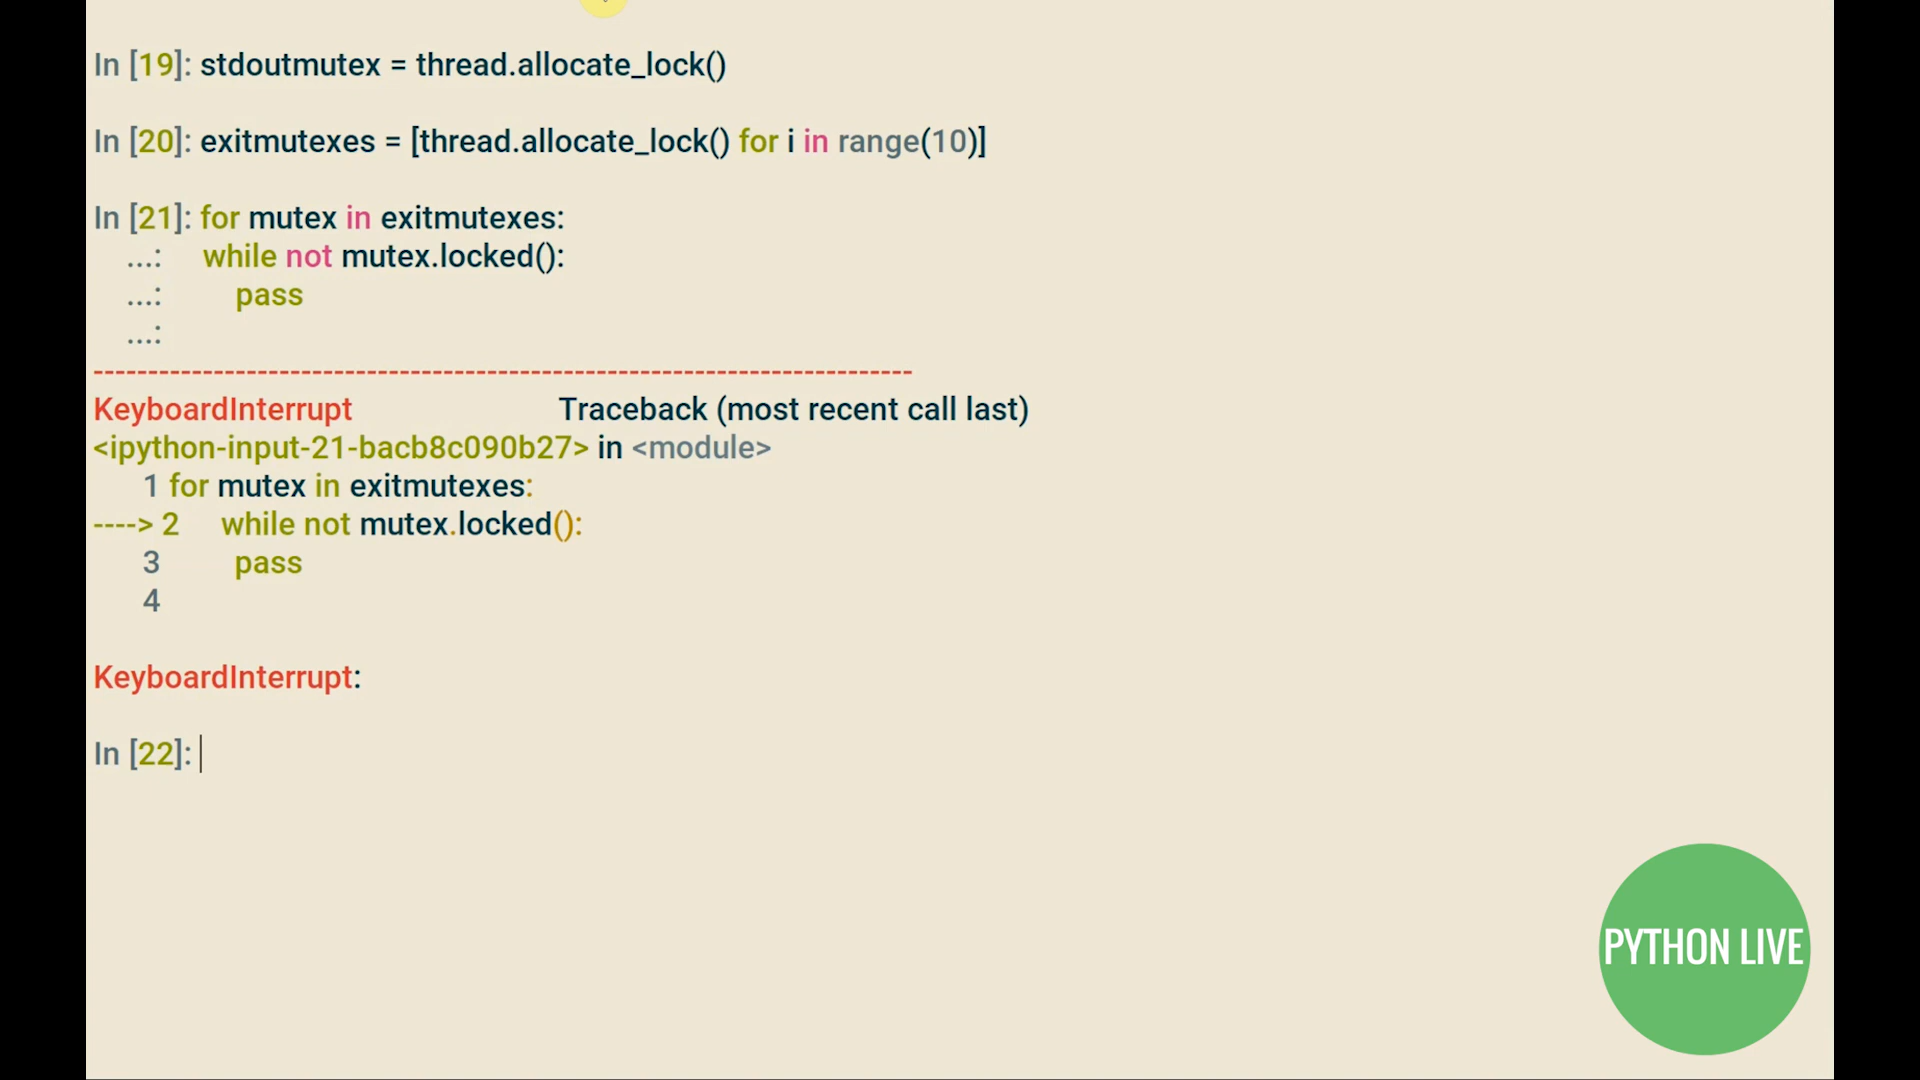 In [19]: stdoutmutex = thread.allocate_lock()
In [20]: exitmutexes = [thread.allocate_lock() for i in range(10)]
In [21]: for mutex in exitmutexes:
...: while not mutex.locked():
...: pass
...:
---------------------------------------------------------------------------
KeyboardInterrupt Traceback (most recent call last)
<ipython-input-21-bacb8c090b27> in <module>
1 for mutex in exitmutexes:
----> 2 while not mutex.locked():
3 pass
4
KeyboardInterrupt:
In [22]:
PYTHON LIVE